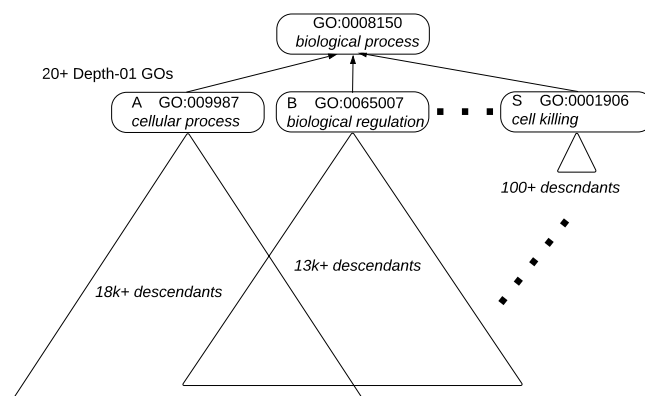 GO:0008150
biological process
20+ Depth-01 GOs
A GO:009987
cellular process
B GO:0065007
biological regulation
S GO:0001906
cell killing
100+ descndants
13k+ descendants
18k+ descendants